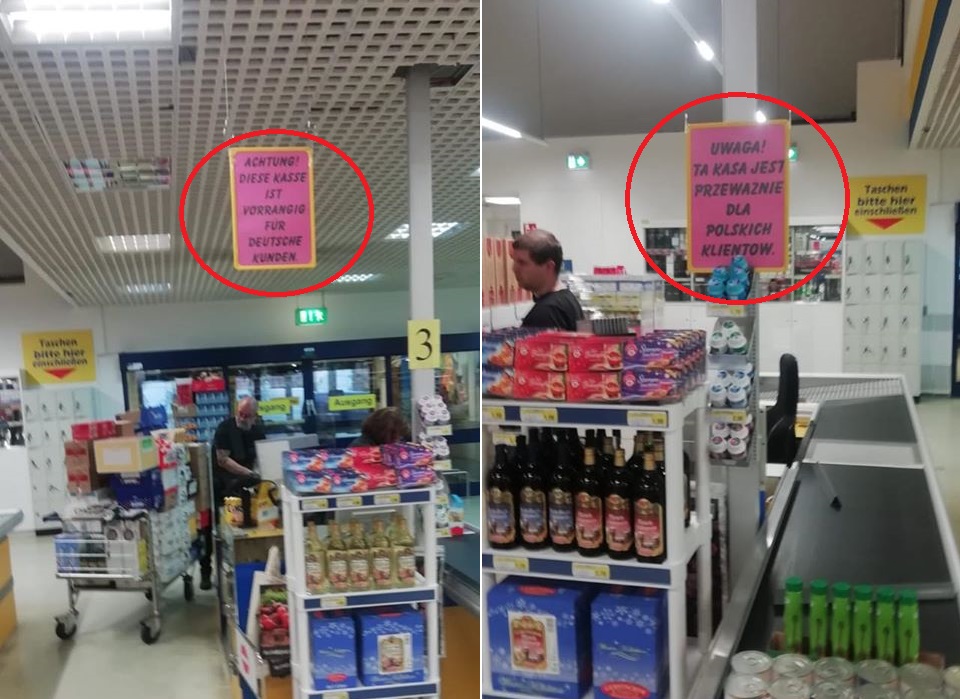 ACHTUNG!
DIESE KASSE
IST
VORRANGIG
FÜR
DEUTSCHE
KUNDEN.
Taschen
bitte hier
einschließen
3
Ausgang
UWAGA!
TA KASA JEST
PRZEWAŻNIE
DLA
POLSKICH
KLIENTOW.
Taschen
bitte hier
einschließen